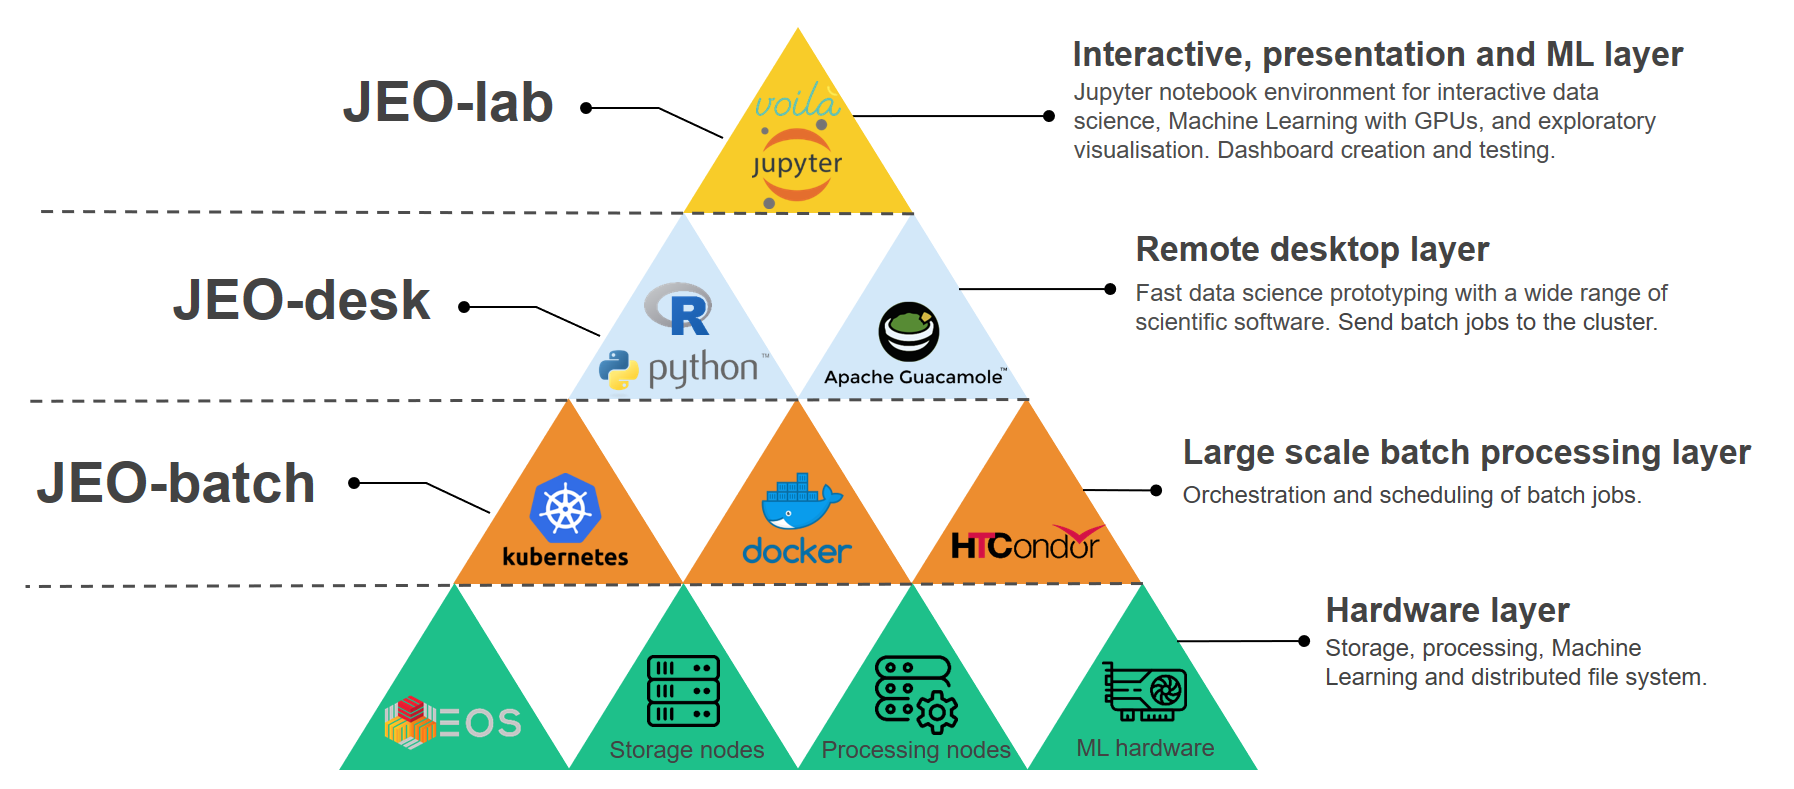 JEO-lab
voilà
jupyter
Interactive, presentation and ML layer
Jupyter notebook environment for interactive data
science, Machine Learning with GPUs, and exploratory
visualisation. Dashboard creation and testing.
JEO-desk
R
python™
Apache Guacamole™
Remote desktop layer
Fast data science prototyping with a wide range of
scientific software. Send batch jobs to the cluster.
JEO-batch
kubernetes
docker
HTCondor
Large scale batch processing layer
Orchestration and scheduling of batch jobs.
Hardware layer
Storage, processing, Machine
Learning and distributed file system.
EOS
Storage nodes
Processing nodes
ML hardware